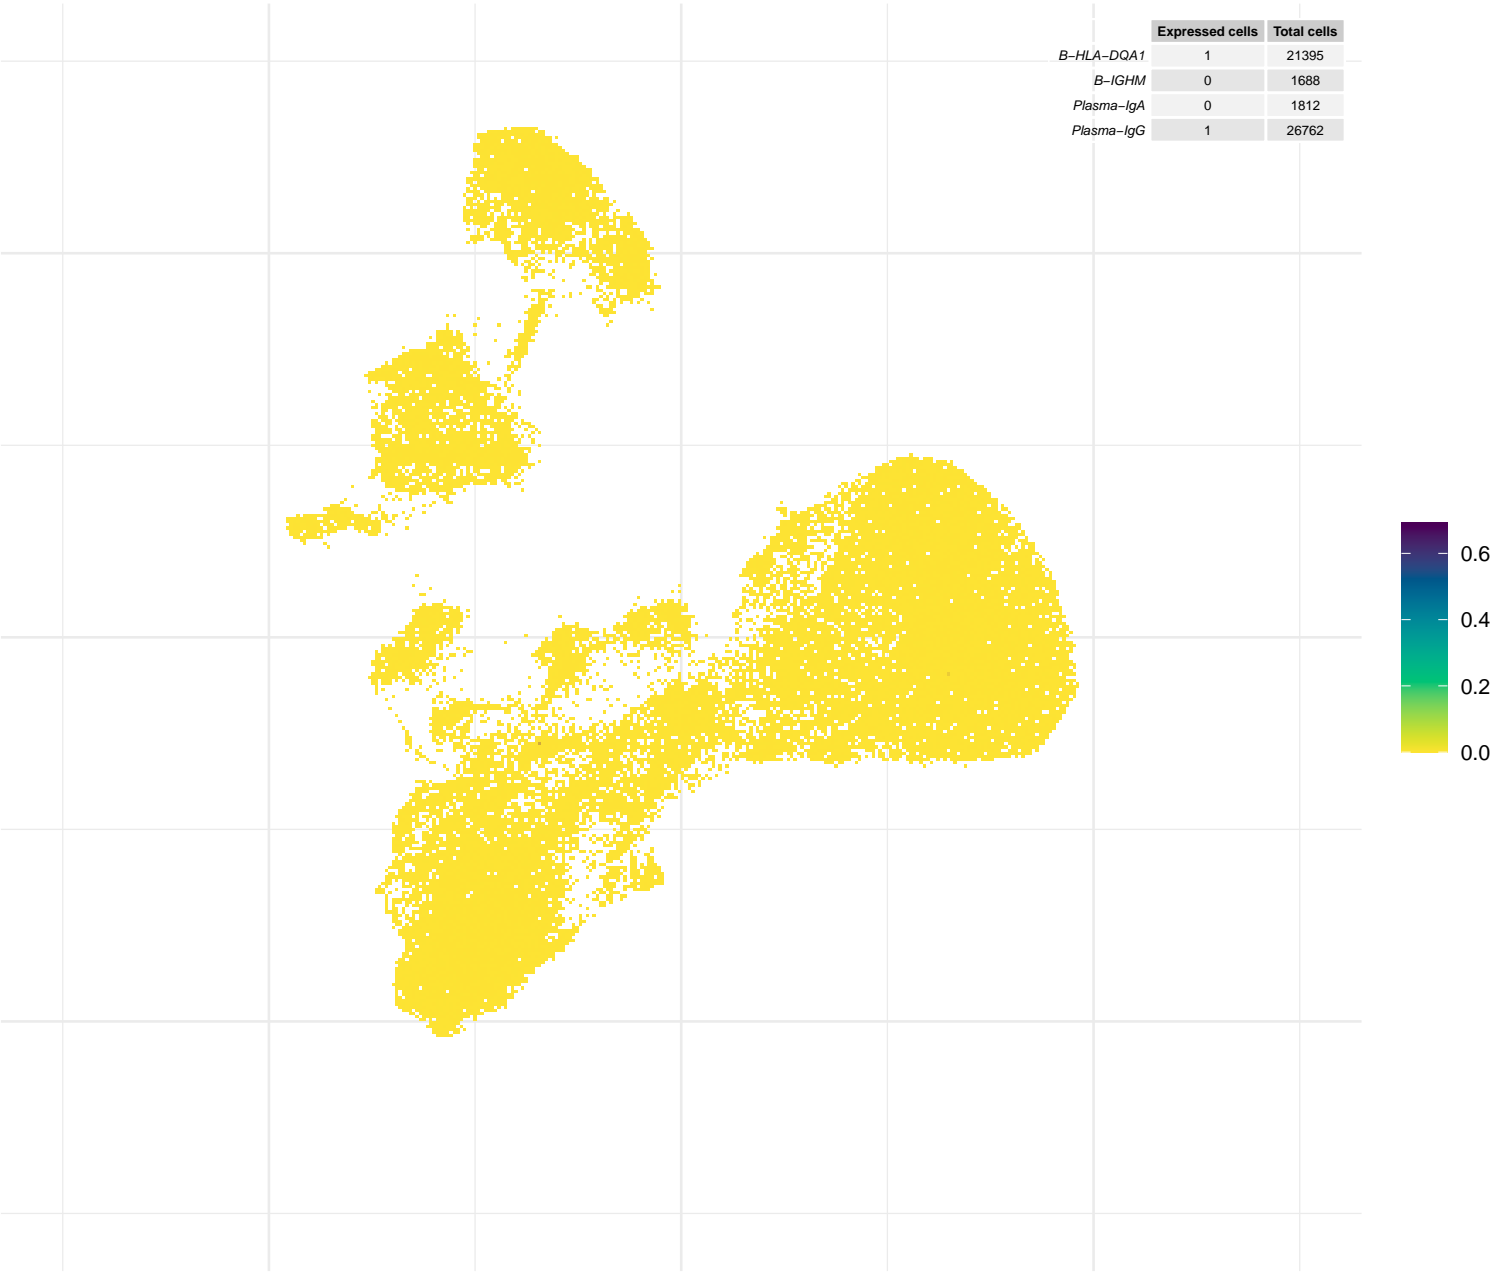 Expressed cells Total cells
B−HLA−DQA1 1 21395
B−IGHM 0 1688
Plasma−IgA 0 1812
Plasma−IgG 1 26762
0.6
0.4
0.2
0.0